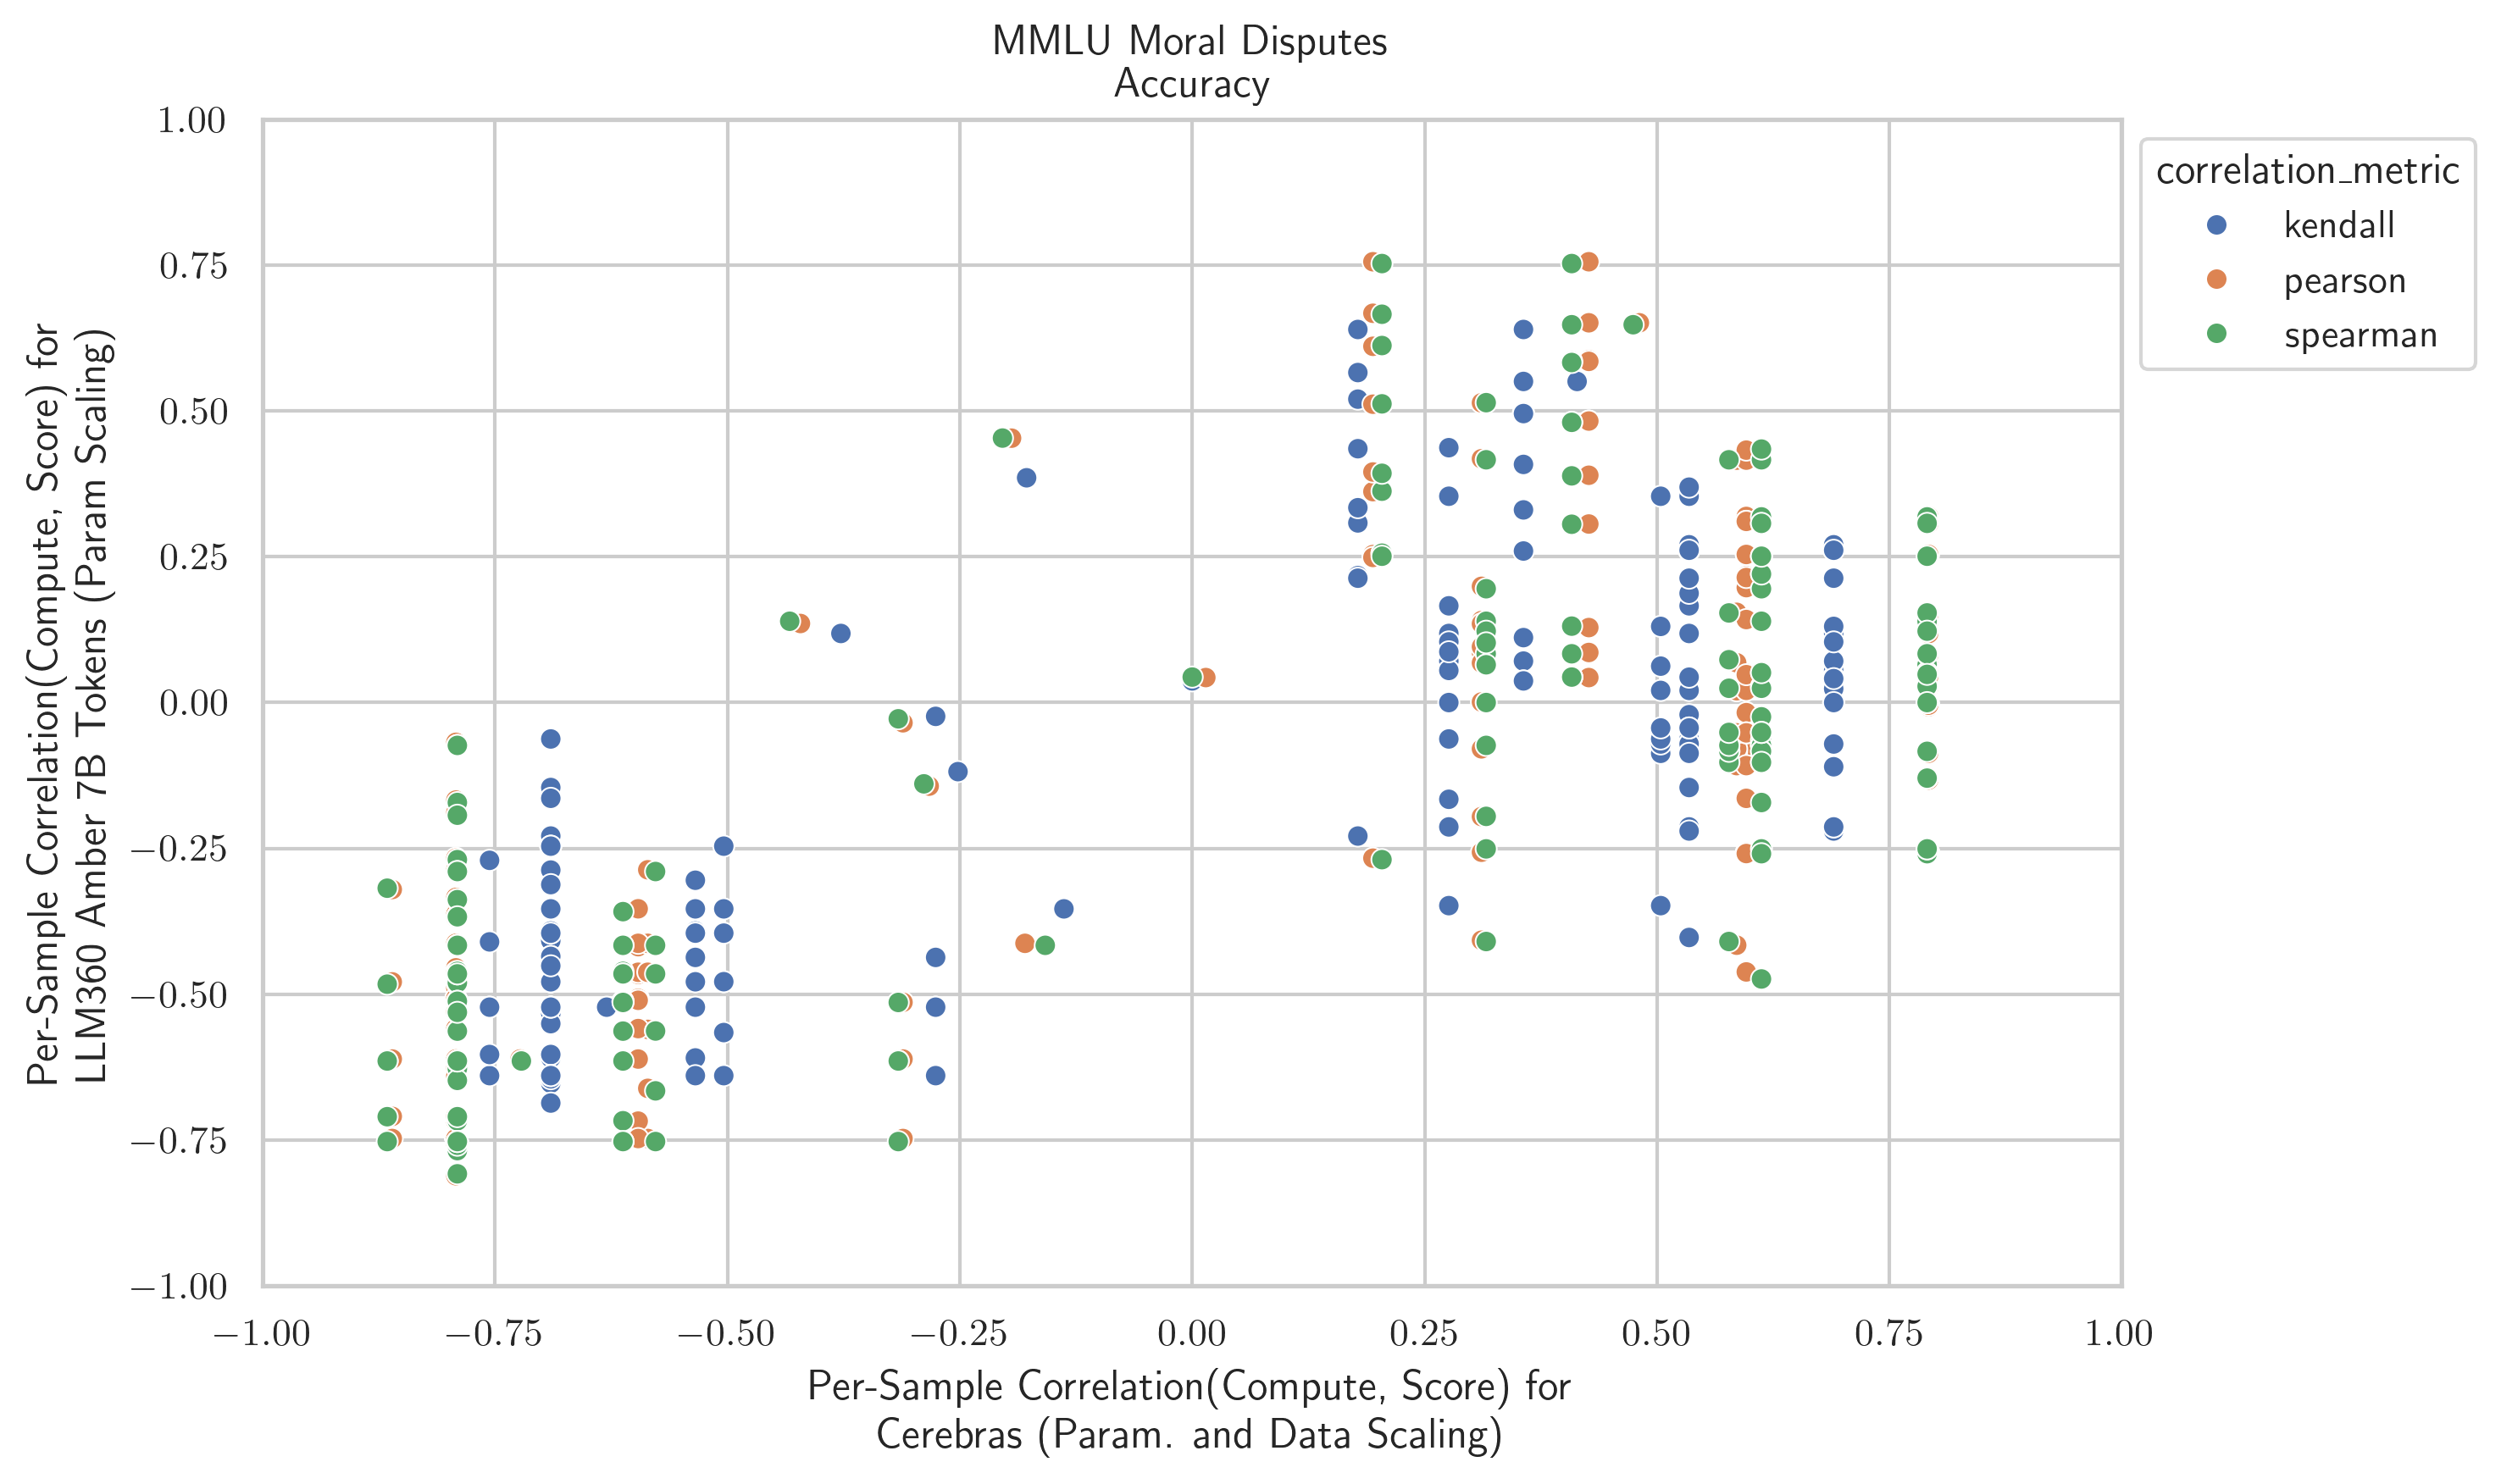 MMLU Moral Disputes
Accuracy
Per-Sample Correlation(Compute, Score) for
LLM360 Amber 7B Tokens (Param Scaling)
1.00
0.75
0.50
0.25
0.00
−0.25
−0.50
−0.75
−1.00
−1.00 −0.75 −0.50 −0.25 0.00 0.25 0.50 0.75 1.00
Per-Sample Correlation(Compute, Score) for
Cerebras (Param. and Data Scaling)
correlation_metric
kendall
pearson
spearman